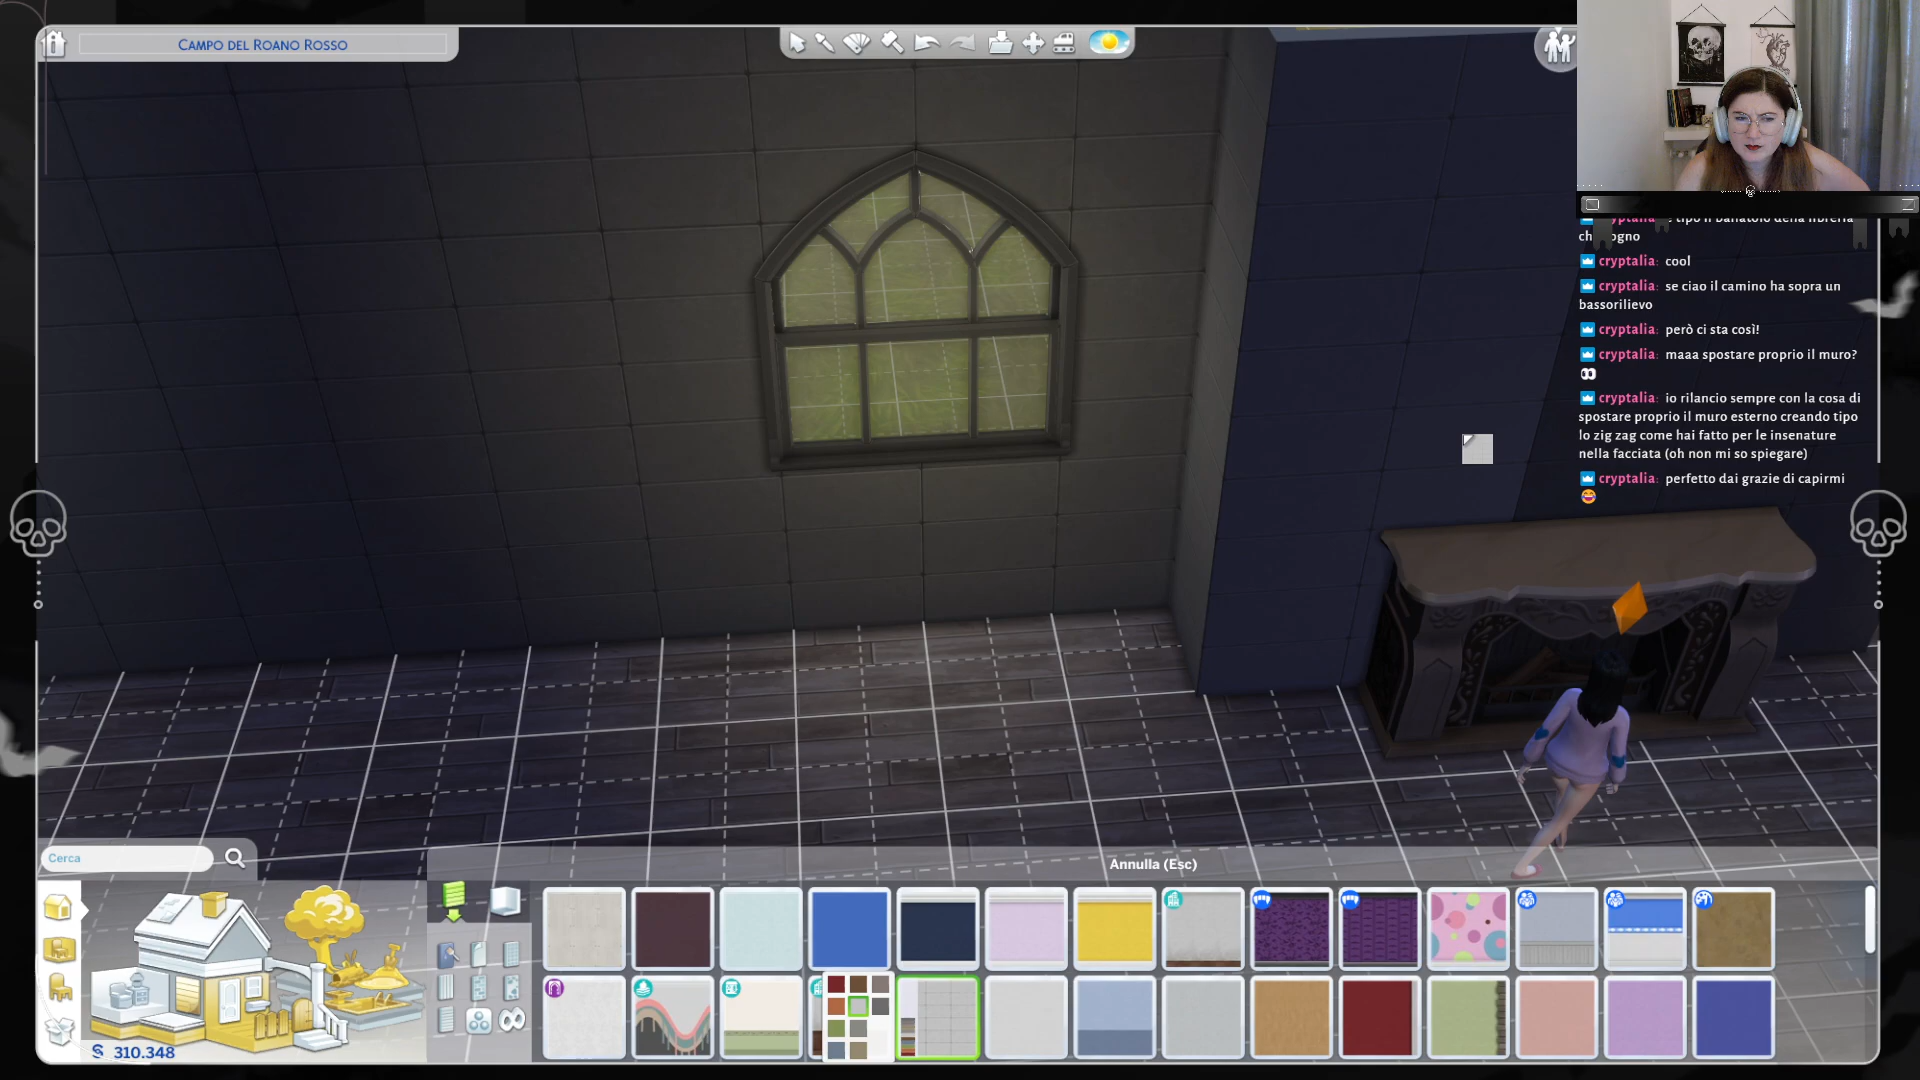 CAMPO DEL ROANO ROSSO
ch ogno
cryptalia: cool
cryptalia: se ciao il camino ha sopra un
bassorilievo
cryptalia: però ci sta così!
cryptalia: maaa spostare proprio il muro?
cryptalia: io rilancio sempre con la cosa di
spostare proprio il muro esterno creando tipo
lo zig zag come hai fatto per le insenature
nella facciata (oh non mi so spiegare)
cryptalia: perfetto dai grazie di capirmi
Cerca
Annulla (Esc)
§ 310.348